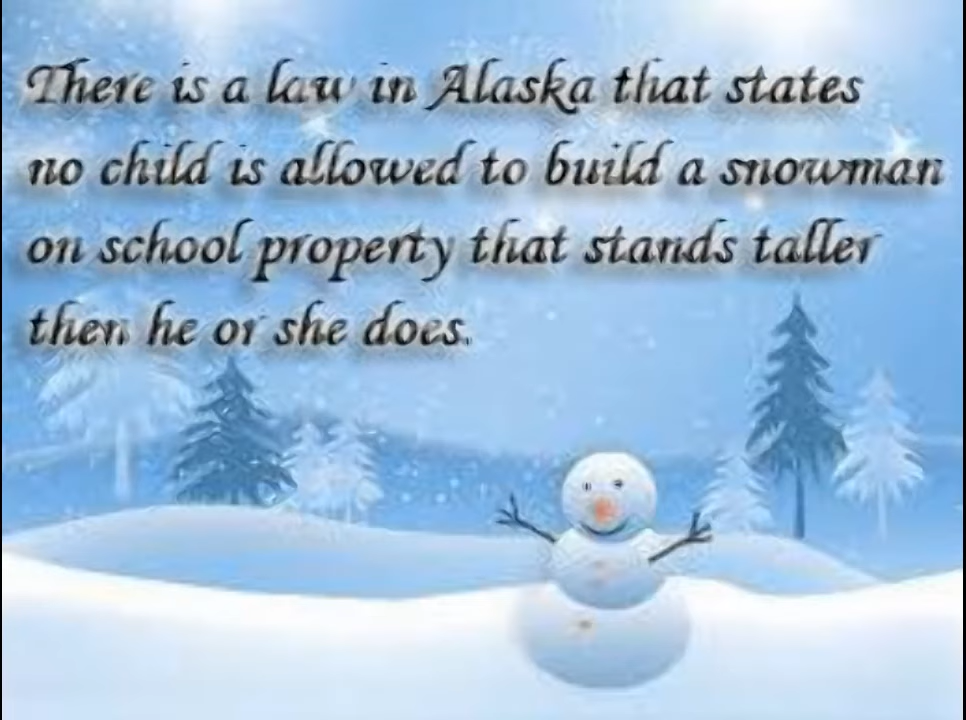 There is a law in Alaska that states
no child is allowed to build a snowman
on school property that stands taller
then he or she does.